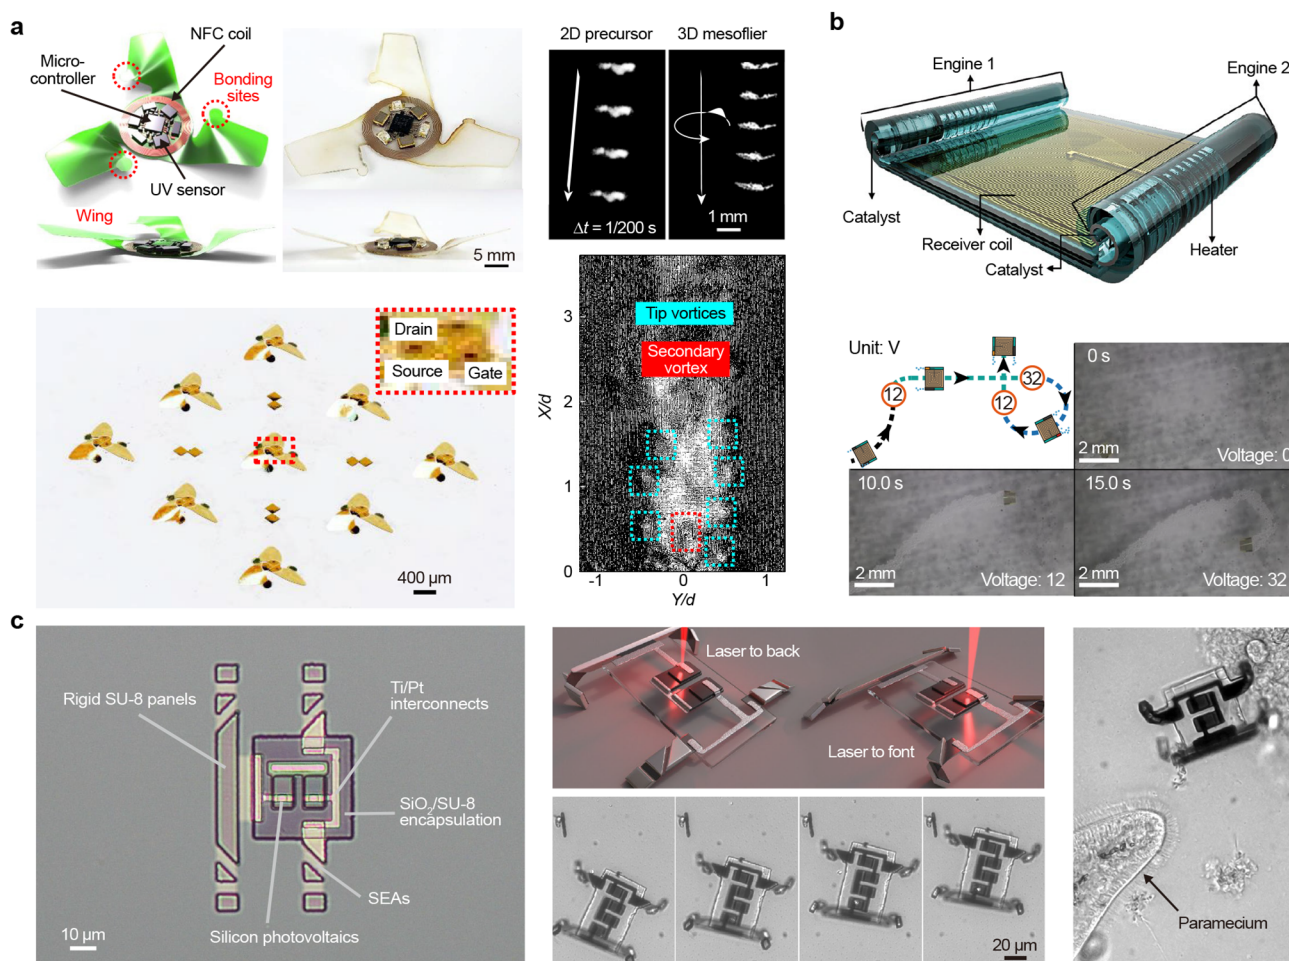 a
NFC coil
Micro-
controller
Bonding
sites
UV sensor
Wing
5 mm
2D precursor
3D mesoflier
Δt = 1/200 s
1 mm
Drain
Source
Gate
400 µm
Tip vortices
Secondary
vortex
X/d
3
2
1
0
-1
0
1
Y/d
b
Engine 1
Engine 2
Catalyst
Receiver coil
Catalyst
Heater
Unit: V
12
32
12
0 s
2 mm
Voltage: 0
10.0 s
2 mm
Voltage: 12
15.0 s
2 mm
Voltage: 32
c
Rigid SU-8 panels
Ti/Pt
interconnects
SiO2/SU-8
encapsulation
SEAs
Silicon photovoltaics
10 µm
Laser to back
Laser to font
20 µm
Paramecium